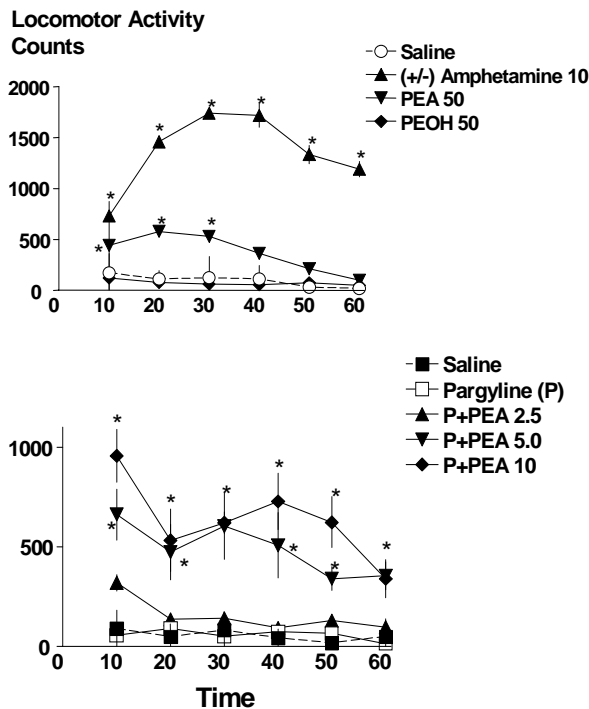 Locomotor Activity
Counts
Saline
(+/-) Amphetamine 10
PEA 50
PEOH 50
2000
1500
1000
500
0
* * * * * *
* * *
0 10 20 30 40 50 60
Saline
Pargyline (P)
P+PEA 2.5
P+PEA 5.0
P+PEA 10
1000
500
0
* * * * * *
* * * *
0 10 20 30 40 50 60
Time